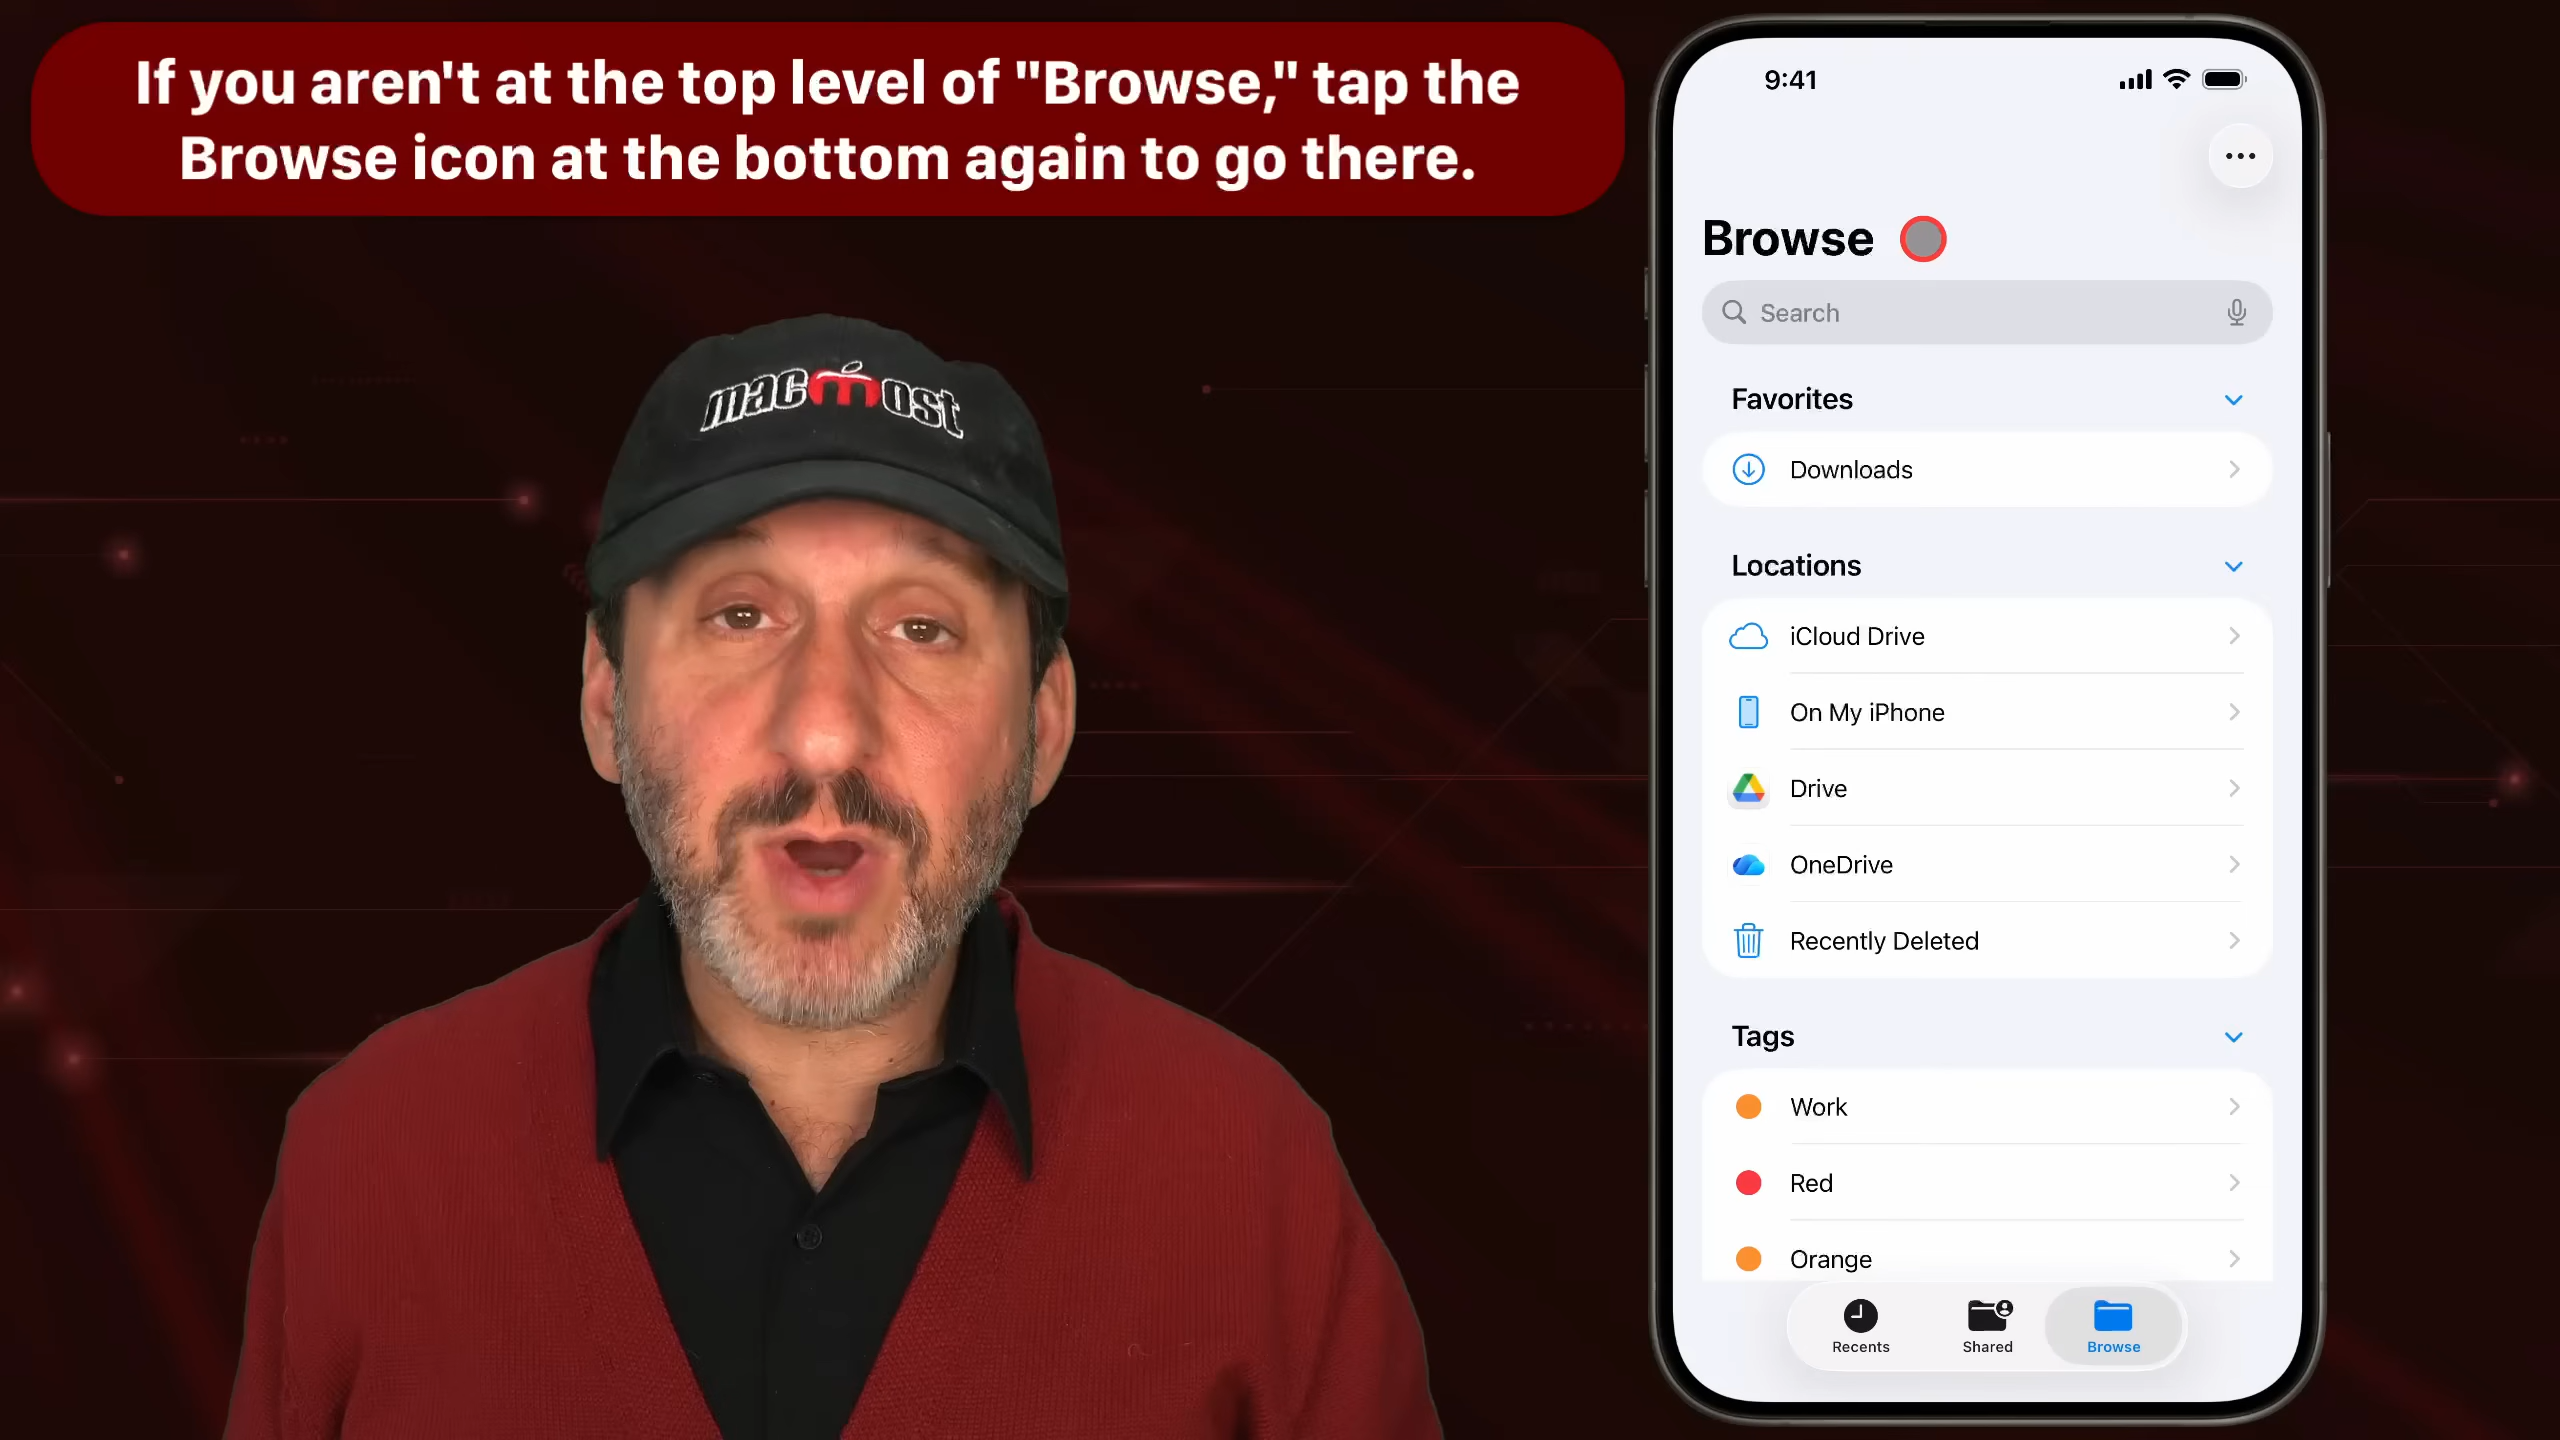 If you aren't at the top level of "Browse," tap the
Browse icon at the bottom again to go there.
macmost
9:41
Browse
Search
Favorites
Downloads
Locations
iCloud Drive
On My iPhone
Drive
OneDrive
Recently Deleted
Tags
Work
Red
Orange
Recents
Shared
Browse